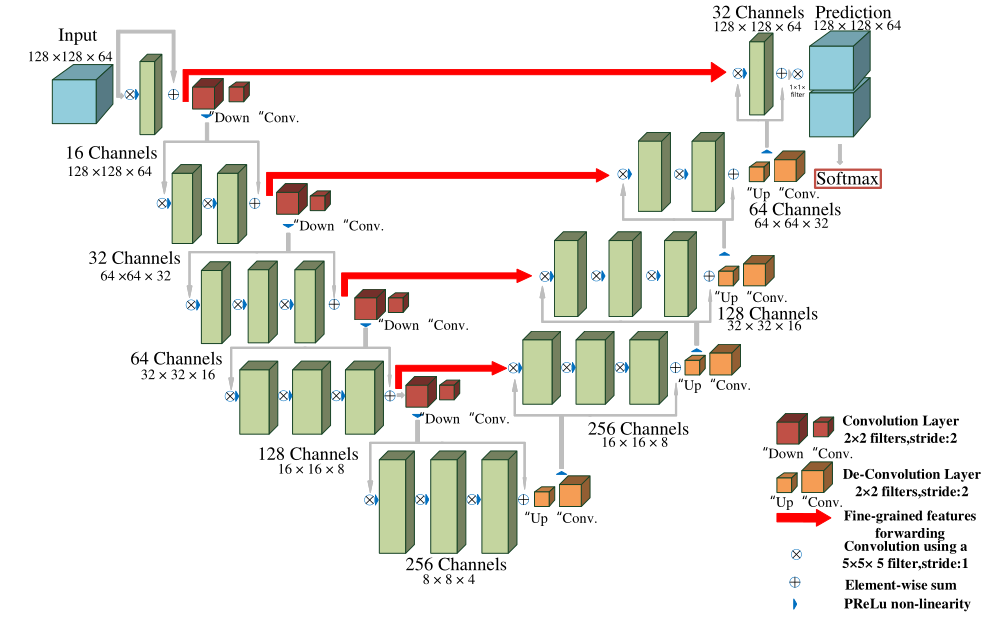 Input
128 ×128 × 64
32 Channels
128 × 128 × 64
Prediction
128 × 128 × 64
1×1×
filter
“Down “Conv.
16 Channels
128 ×128 × 64
“Down “Conv.
“Up “Conv.
64 Channels
64 × 64 × 32
Softmax
32 Channels
64 ×64 × 32
“Down “Conv.
“Up “Conv.
128 Channels
32 × 32 × 16
64 Channels
32 × 32 × 16
“Down “Conv.
“Up “Conv.
256 Channels
16 × 16 × 8
128 Channels
16 × 16 × 8
“Up “Conv.
256 Channels
8 × 8 × 4
Convolution Layer
2×2 filters,stride:2
“Down “Conv.
De-Convolution Layer
2×2 filters,stride:2
“Up “Conv.
Fine-grained features
forwarding
Convolution using a
5×5× 5 filter,stride:1
Element-wise sum
PReLu non-linearity